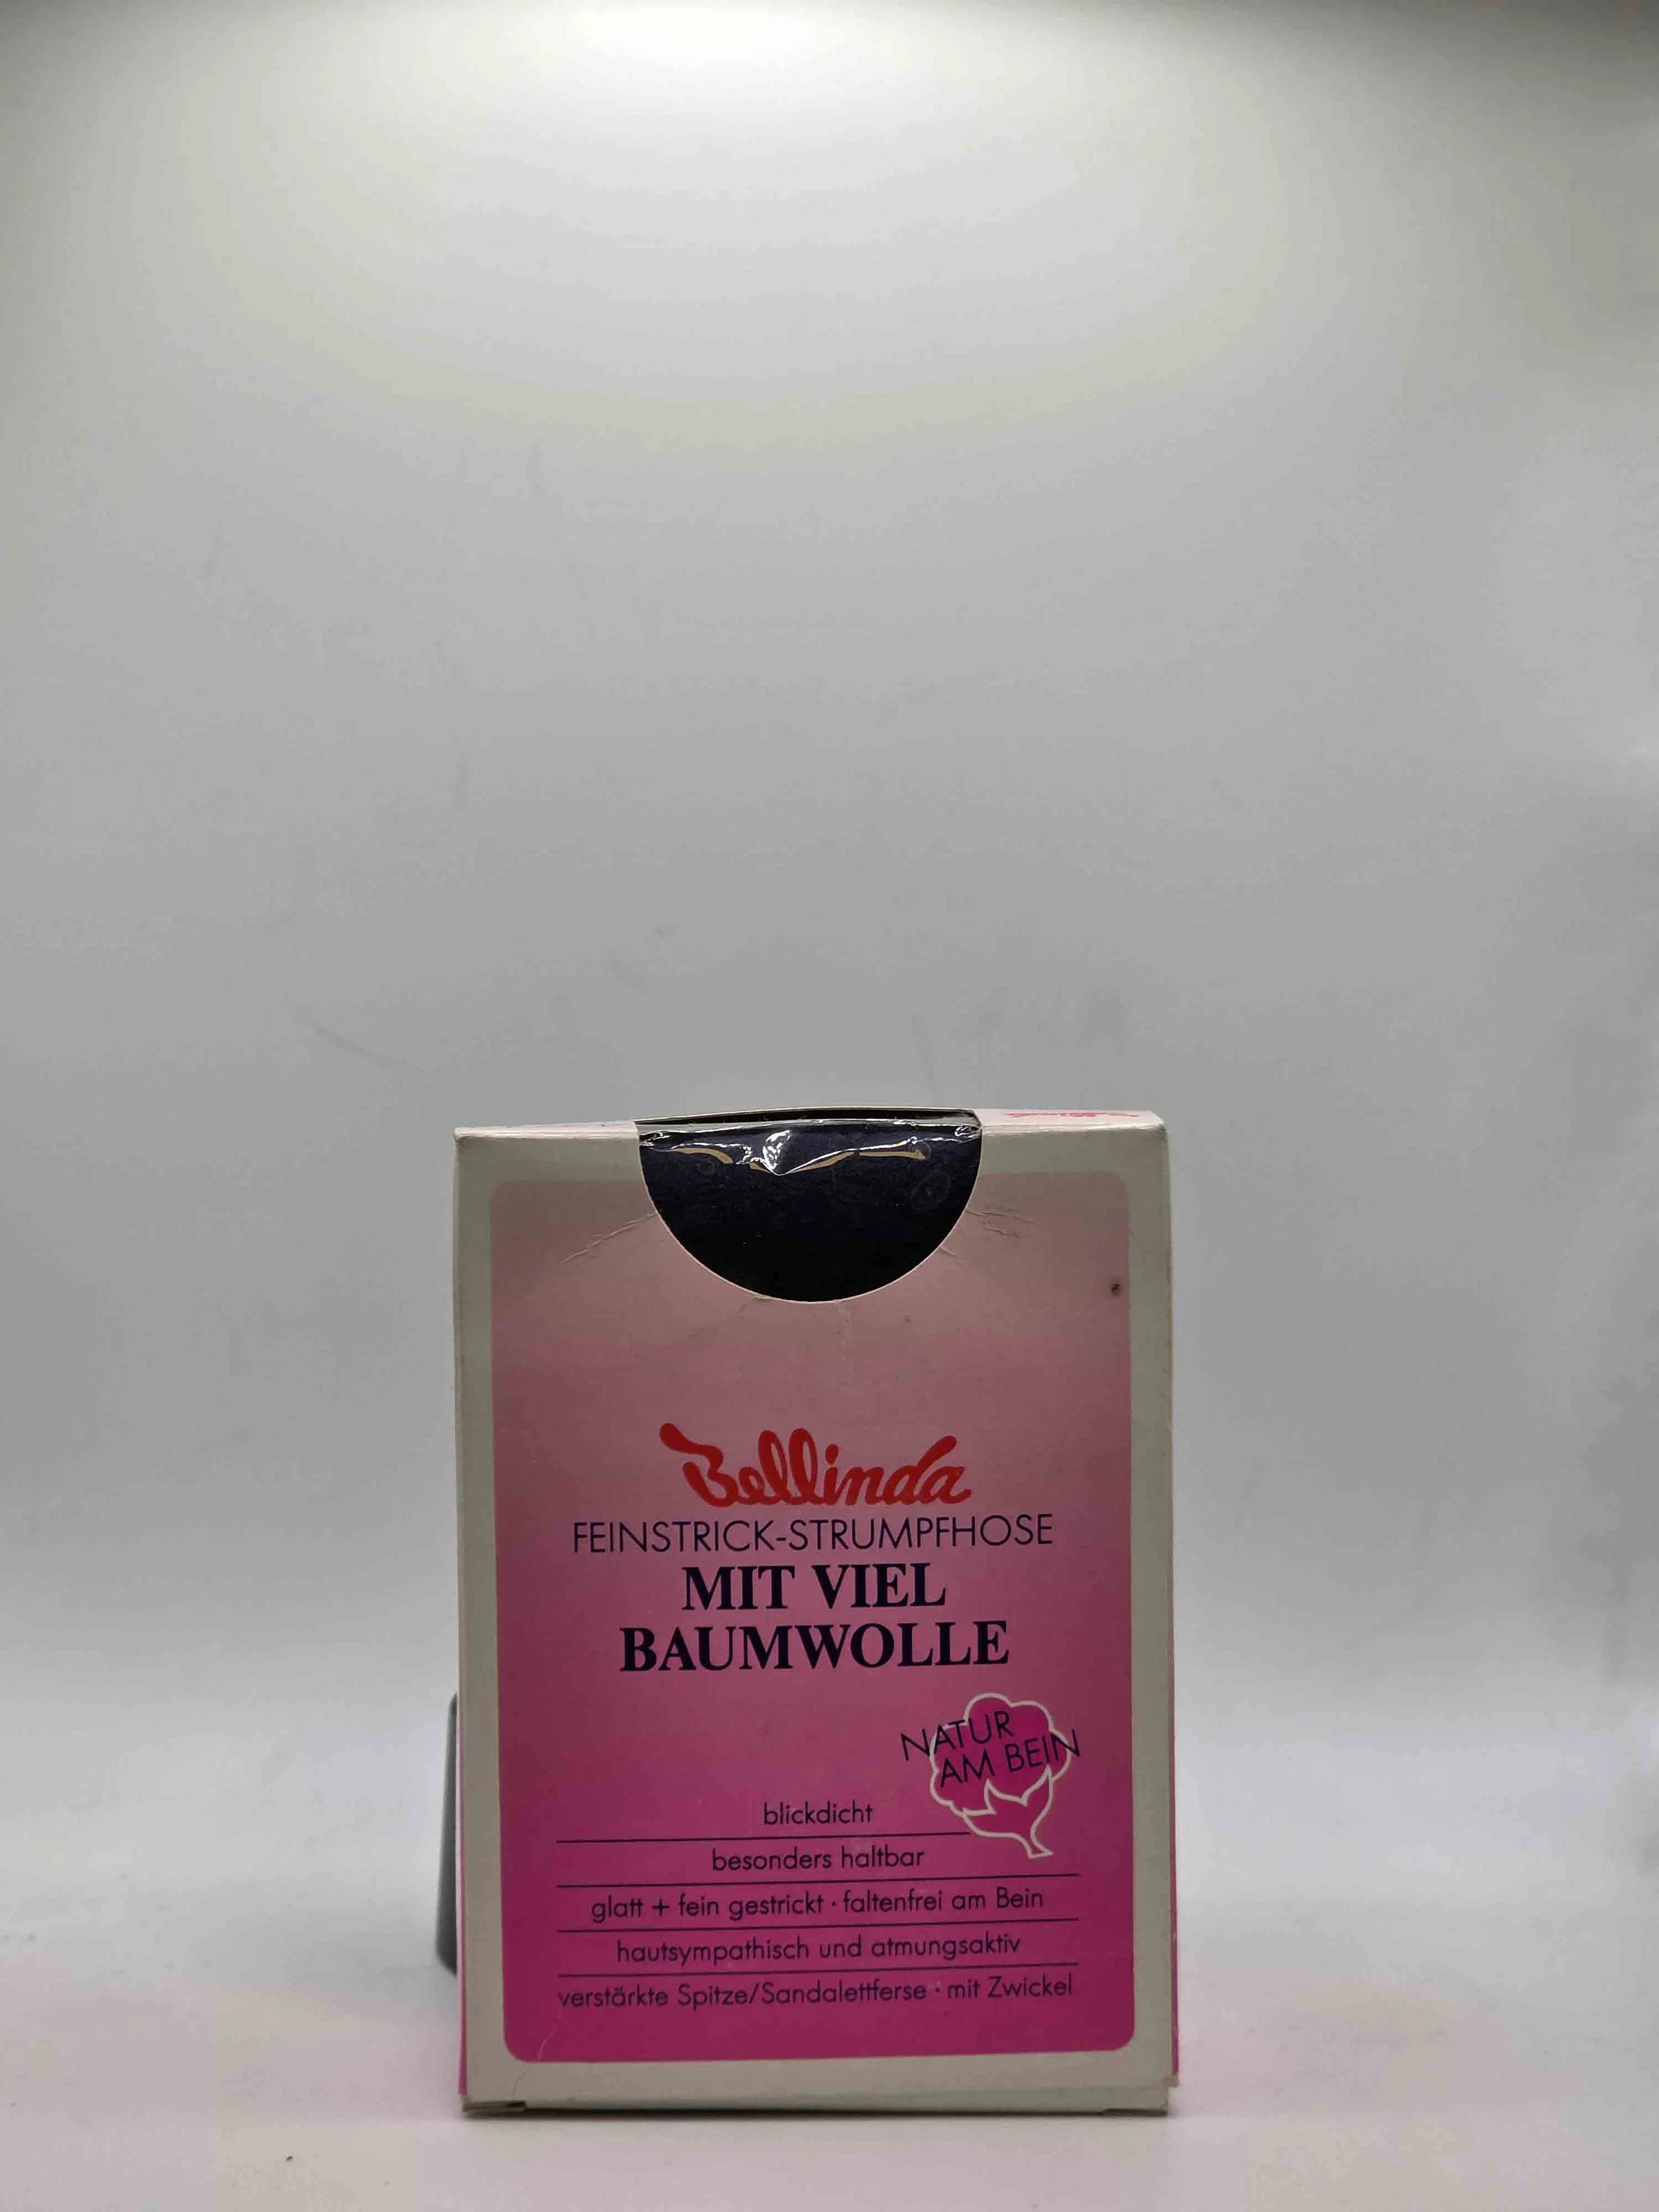 Bellinda
FEINSTRICK-STRUMPFHOSE
MIT VIEL
BAUMWOLLE
NATUR
AM BEIN
blickdicht
besonders haltbar
glatt + fein gestrickt · faltenfrei am Bein
hautsympathisch und atmungsaktiv
verstärkte Spitze/Sandalettferse · mit Zwickel